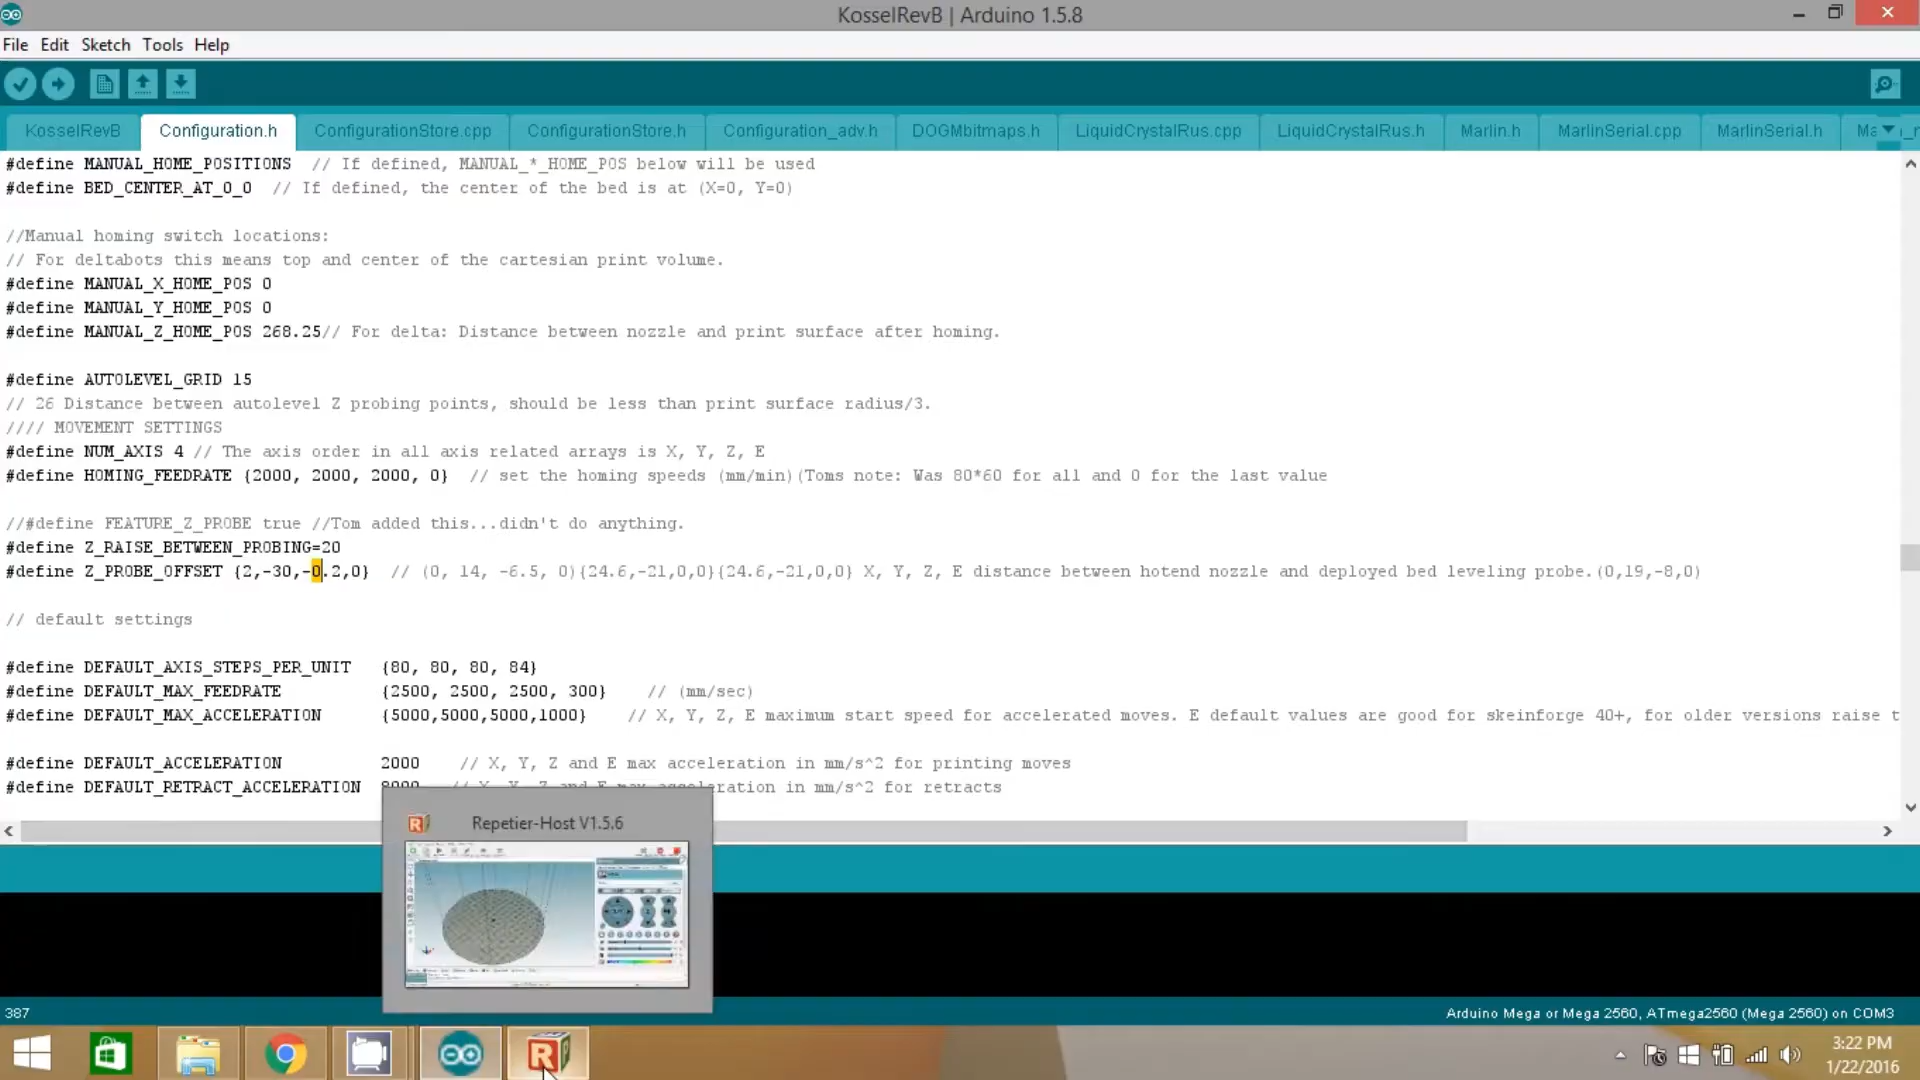 KosselRevB | Arduino 1.5.8
File Edit Sketch Tools Help
KosselRevB Configuration.h ConfigurationStore.cpp ConfigurationStore.h Configuration_adv.h DOGMbitmaps.h LiquidCrystalRus.cpp LiquidCrystalRus.h Marlin.h MarlinSerial.cpp MarlinSerial.h
#define MANUAL_HOME_POSITIONS // If defined, MANUAL_*_HOME_POS below will be used
#define BED_CENTER_AT_0_0 // If defined, the center of the bed is at (X=0, Y=0)
//Manual homing switch locations:
// For deltabots this means top and center of the cartesian print volume.
#define MANUAL_X_HOME_POS 0
#define MANUAL_Y_HOME_POS 0
#define MANUAL_Z_HOME_POS 268.25// For delta: Distance between nozzle and print surface after homing.
#define AUTOLEVEL_GRID 15
// 26 Distance between autolevel Z probing points, should be less than print surface radius/3.
//// MOVEMENT SETTINGS
#define NUM_AXIS 4 // The axis order in all axis related arrays is X, Y, Z, E
#define HOMING_FEEDRATE {2000, 2000, 2000, 0} // set the homing speeds (mm/min)(Toms note: Was 80*60 for all and 0 for the last value
//#define FEATURE_Z_PROBE true //Tom added this...didn't do anything.
#define Z_RAISE_BETWEEN_PROBING=20
#define Z_PROBE_OFFSET {2,-30,-0.2,0} // (0, 14, -6.5, 0){24.6,-21,0,0}{24.6,-21,0,0} X, Y, Z, E distance between hotend nozzle and deployed bed leveling probe.(0,19,-8,0)
// default settings
#define DEFAULT_AXIS_STEPS_PER_UNIT {80, 80, 80, 84}
#define DEFAULT_MAX_FEEDRATE {2500, 2500, 2500, 300} // (mm/sec)
#define DEFAULT_MAX_ACCELERATION {5000,5000,5000,1000} // X, Y, Z, E maximum start speed for accelerated moves. E default values are good for skeinforge 40+, for older versions raise t
#define DEFAULT_ACCELERATION 2000 // X, Y, Z and E max acceleration in mm/s^2 for printing moves
#define DEFAULT_RETRACT_ACCELERATION // X, Y, Z and E max acceleration in mm/s^2 for retracts
Repetier-Host V1.5.6
387
Arduino Mega or Mega 2560, ATmega2560 (Mega 2560) on COM3
3:22 PM
1/22/2016